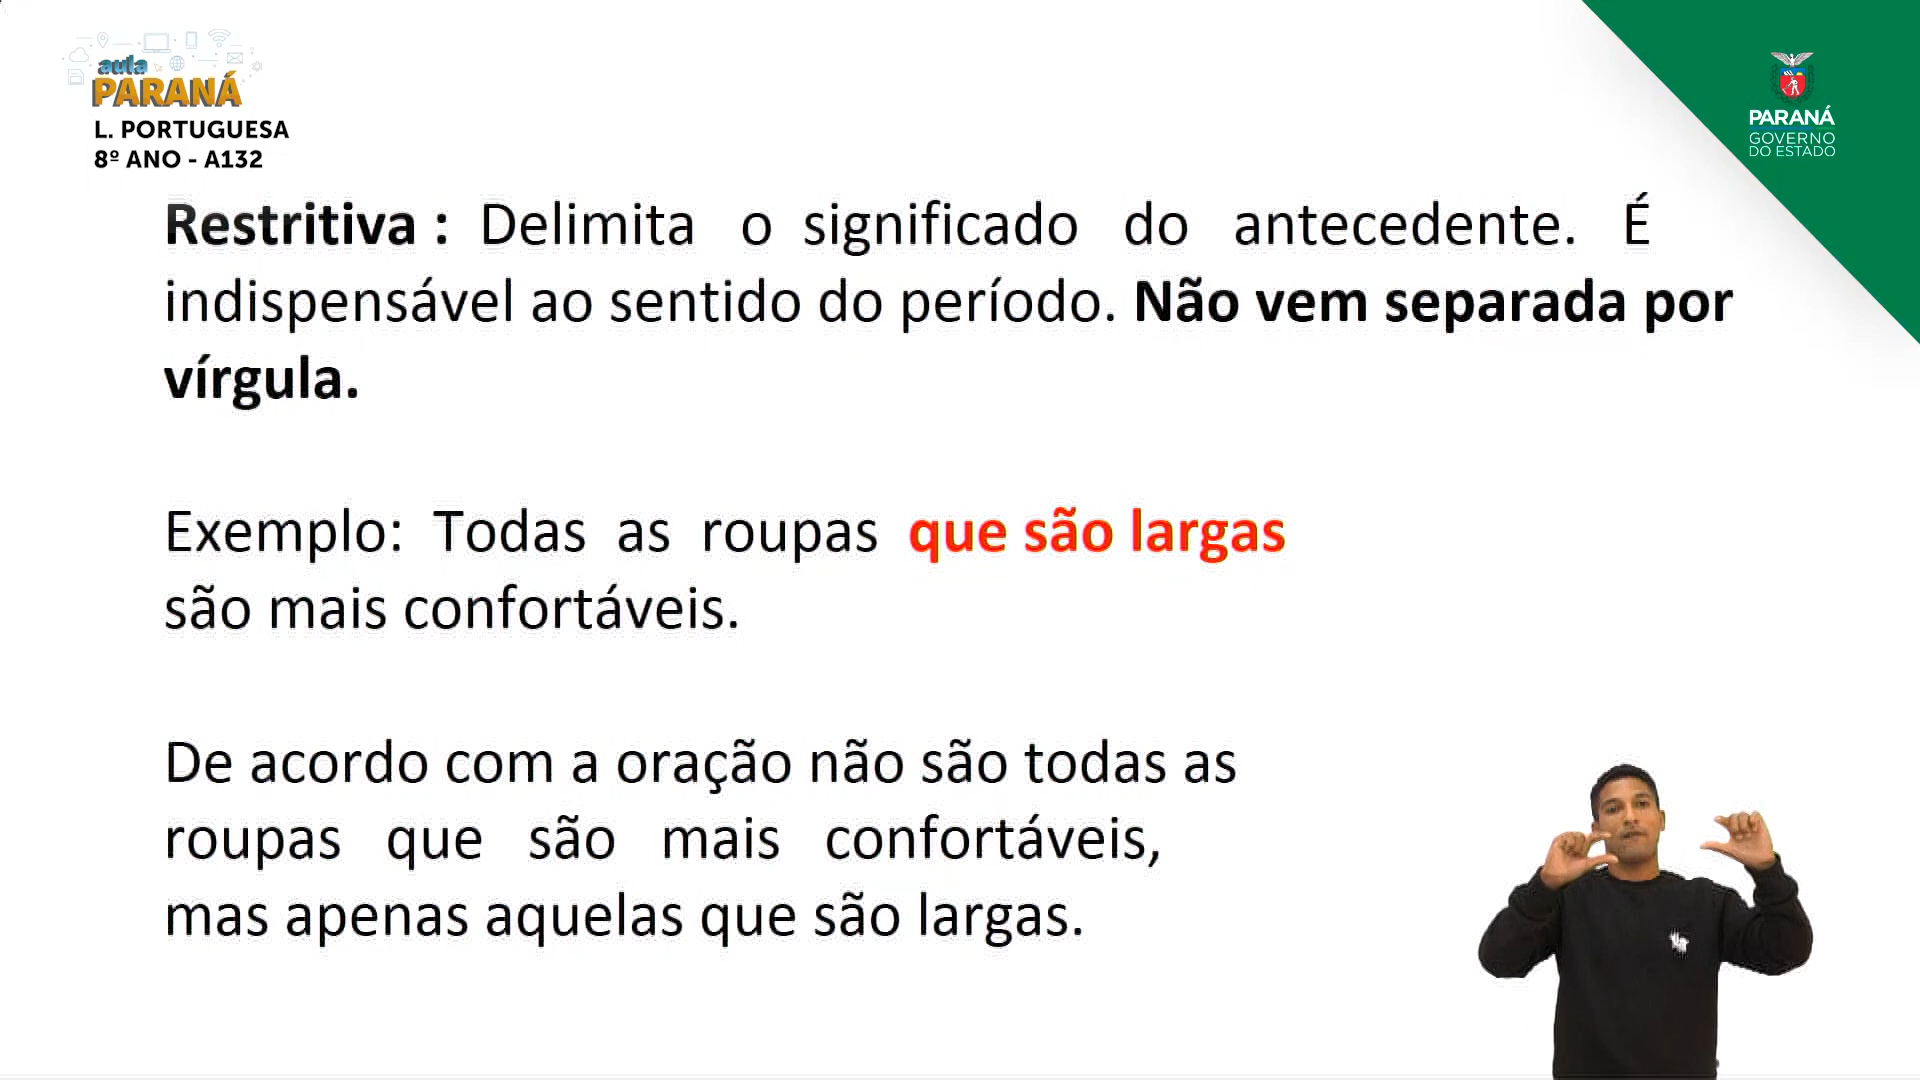 aula
PARANÁ
L. PORTUGUESA
8º ANO - A132
PARANÁ
GOVERNO
DO ESTADO
Restritiva : Delimita o significado do antecedente. É
indispensável ao sentido do período. Não vem separada por
vírgula.
Exemplo: Todas as roupas que são largas
são mais confortáveis.
De acordo com a oração não são todas as
roupas que são mais confortáveis,
mas apenas aquelas que são largas.